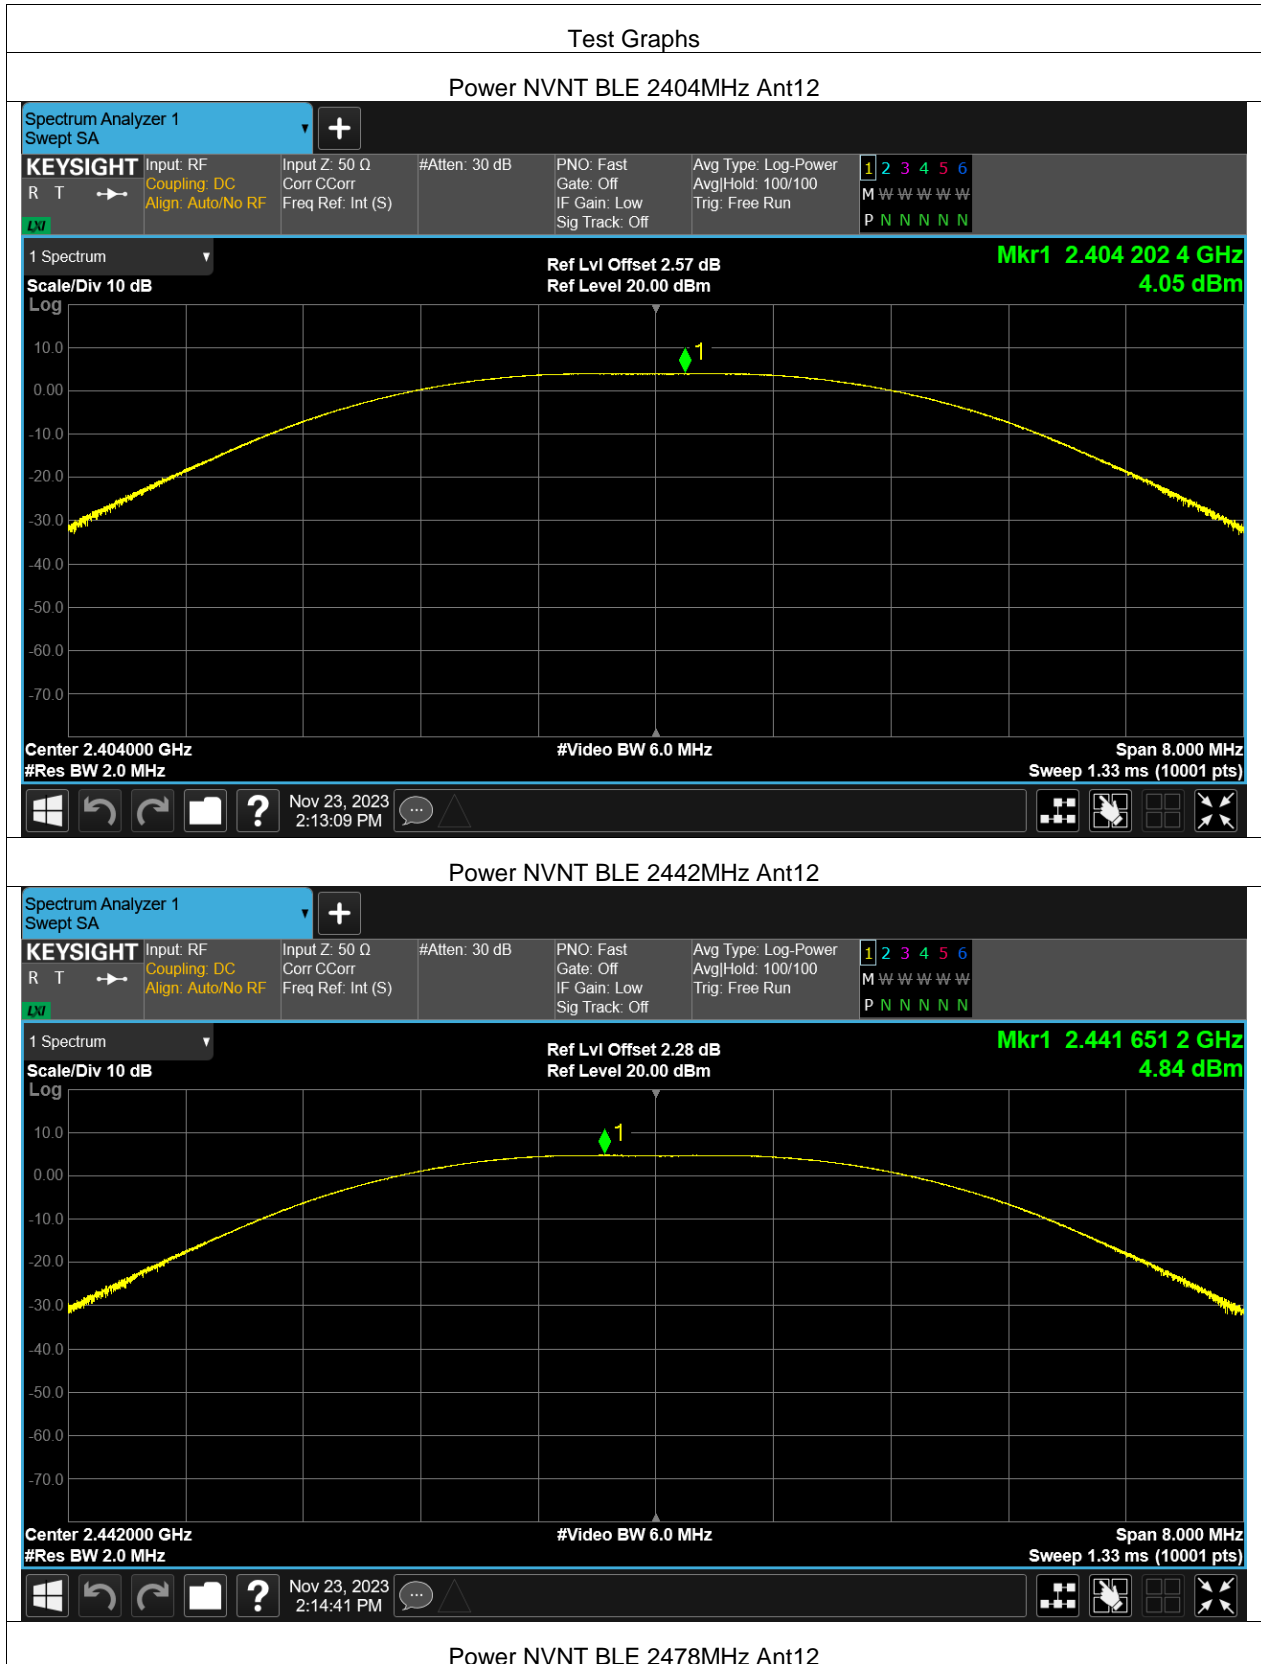 Test Graphs
Power NVNT BLE 2404MHz Ant12
Spectrum Analyzer 1
Swept SA
KEYSIGHT Input: RF Input Z: 50 Ω #Atten: 30 dB PNO: Fast Avg Type: Log-Power 1 2 3 4 5 6
R T Coupling: DC Corr CCorr Gate: Off Avg|Hold: 100/100 M W W W W W
Align: Auto/No RF Freq Ref: Int (S) IF Gain: Low Trig: Free Run
LXI Sig Track: Off P N N N N N
1 Spectrum Ref Lvl Offset 2.57 dB Mkr1 2.404 202 4 GHz
Scale/Div 10 dB Ref Level 20.00 dBm 4.05 dBm
Log
10.0
1
0.00
-10.0
-20.0
-30.0
-40.0
-50.0
-60.0
-70.0
Center 2.404000 GHz #Video BW 6.0 MHz Span 8.000 MHz
#Res BW 2.0 MHz Sweep 1.33 ms (10001 pts)
? Nov 23, 2023
2:13:09 PM
Power NVNT BLE 2442MHz Ant12
Spectrum Analyzer 1
Swept SA
KEYSIGHT Input: RF Input Z: 50 Ω #Atten: 30 dB PNO: Fast Avg Type: Log-Power 1 2 3 4 5 6
R T Coupling: DC Corr CCorr Gate: Off Avg|Hold: 100/100 M W W W W W
Align: Auto/No RF Freq Ref: Int (S) IF Gain: Low Trig: Free Run
LXI Sig Track: Off P N N N N N
1 Spectrum Ref Lvl Offset 2.28 dB Mkr1 2.441 651 2 GHz
Scale/Div 10 dB Ref Level 20.00 dBm 4.84 dBm
Log
10.0
1
0.00
-10.0
-20.0
-30.0
-40.0
-50.0
-60.0
-70.0
Center 2.442000 GHz #Video BW 6.0 MHz Span 8.000 MHz
#Res BW 2.0 MHz Sweep 1.33 ms (10001 pts)
? Nov 23, 2023
2:14:41 PM
Power NVNT BLE 2478MHz Ant12